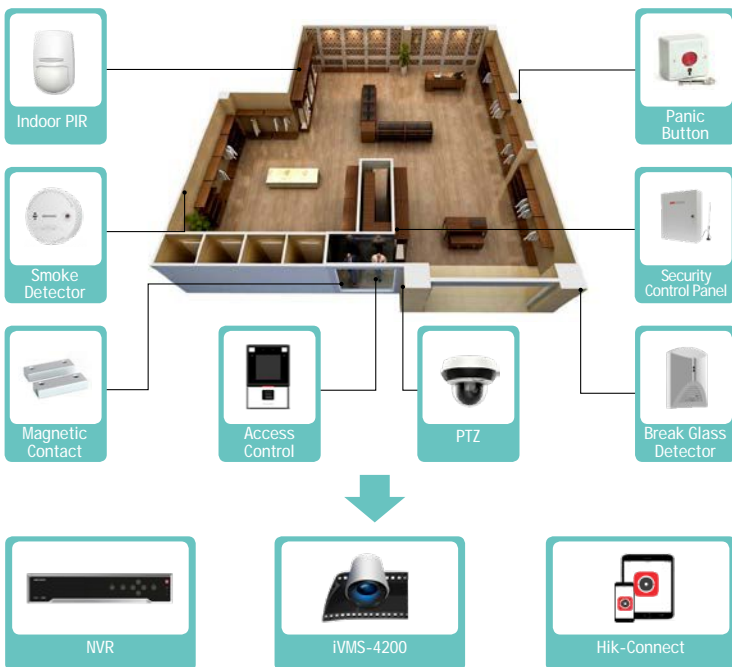 Indoor PIR
Panic
Button
Smoke
Detector
Security
Control Panel
Magnetic
Contact
Access
Control
PTZ
Break Glass
Detector
NVR
iVMS-4200
Hik-Connect